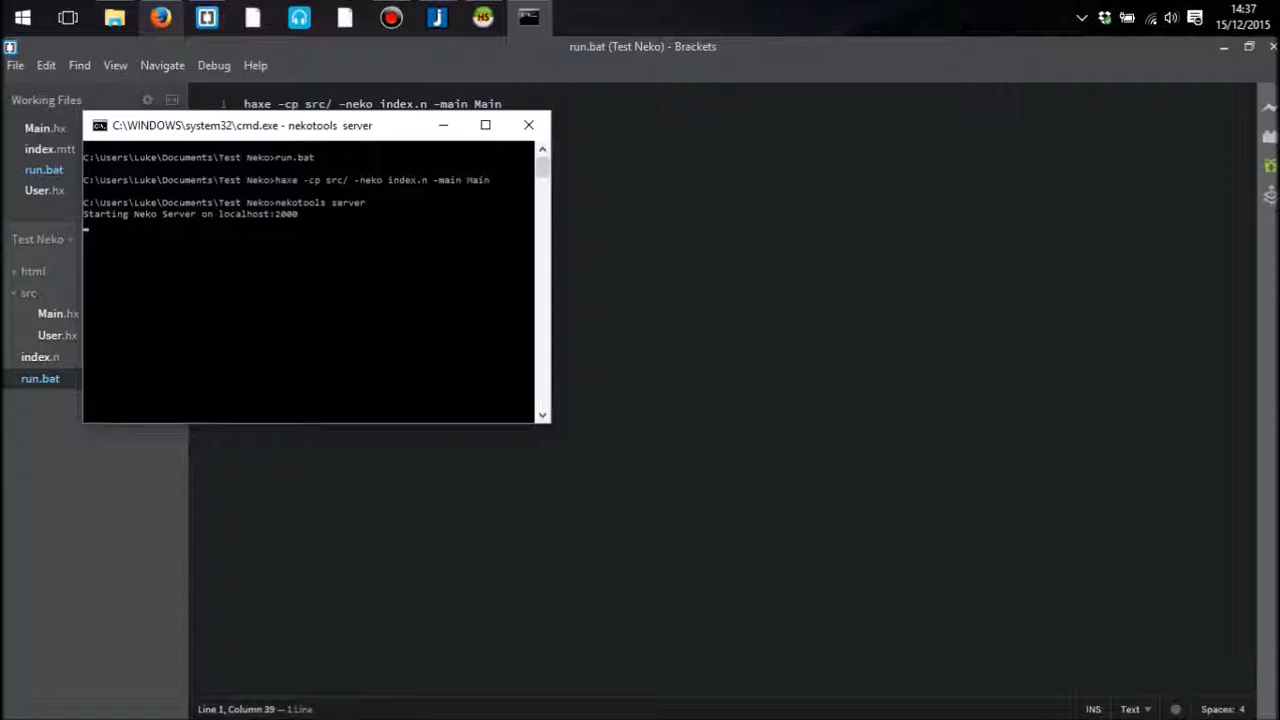 14:37
15/12/2015
run.bat (Test Neko) - Brackets
File Edit Find View Navigate Debug Help
Working Files
Main.hx
index.mtt
run.bat
User.hx
Test Neko
html
src
Main.hx
User.hx
index.n
run.bat
1 haxe -cp src/ -neko index.n -main Main
C:\WINDOWS\system32\cmd.exe - nekotools server
C:\Users\Luke\Documents\Test Neko>run.bat
C:\Users\Luke\Documents\Test Neko>haxe -cp src/ -neko index.n -main Main
C:\Users\Luke\Documents\Test Neko>nekotools server
Starting Neko Server on localhost:2000
Line 1, Column 39 — 1 Line
INS Text Spaces: 4
HS
j